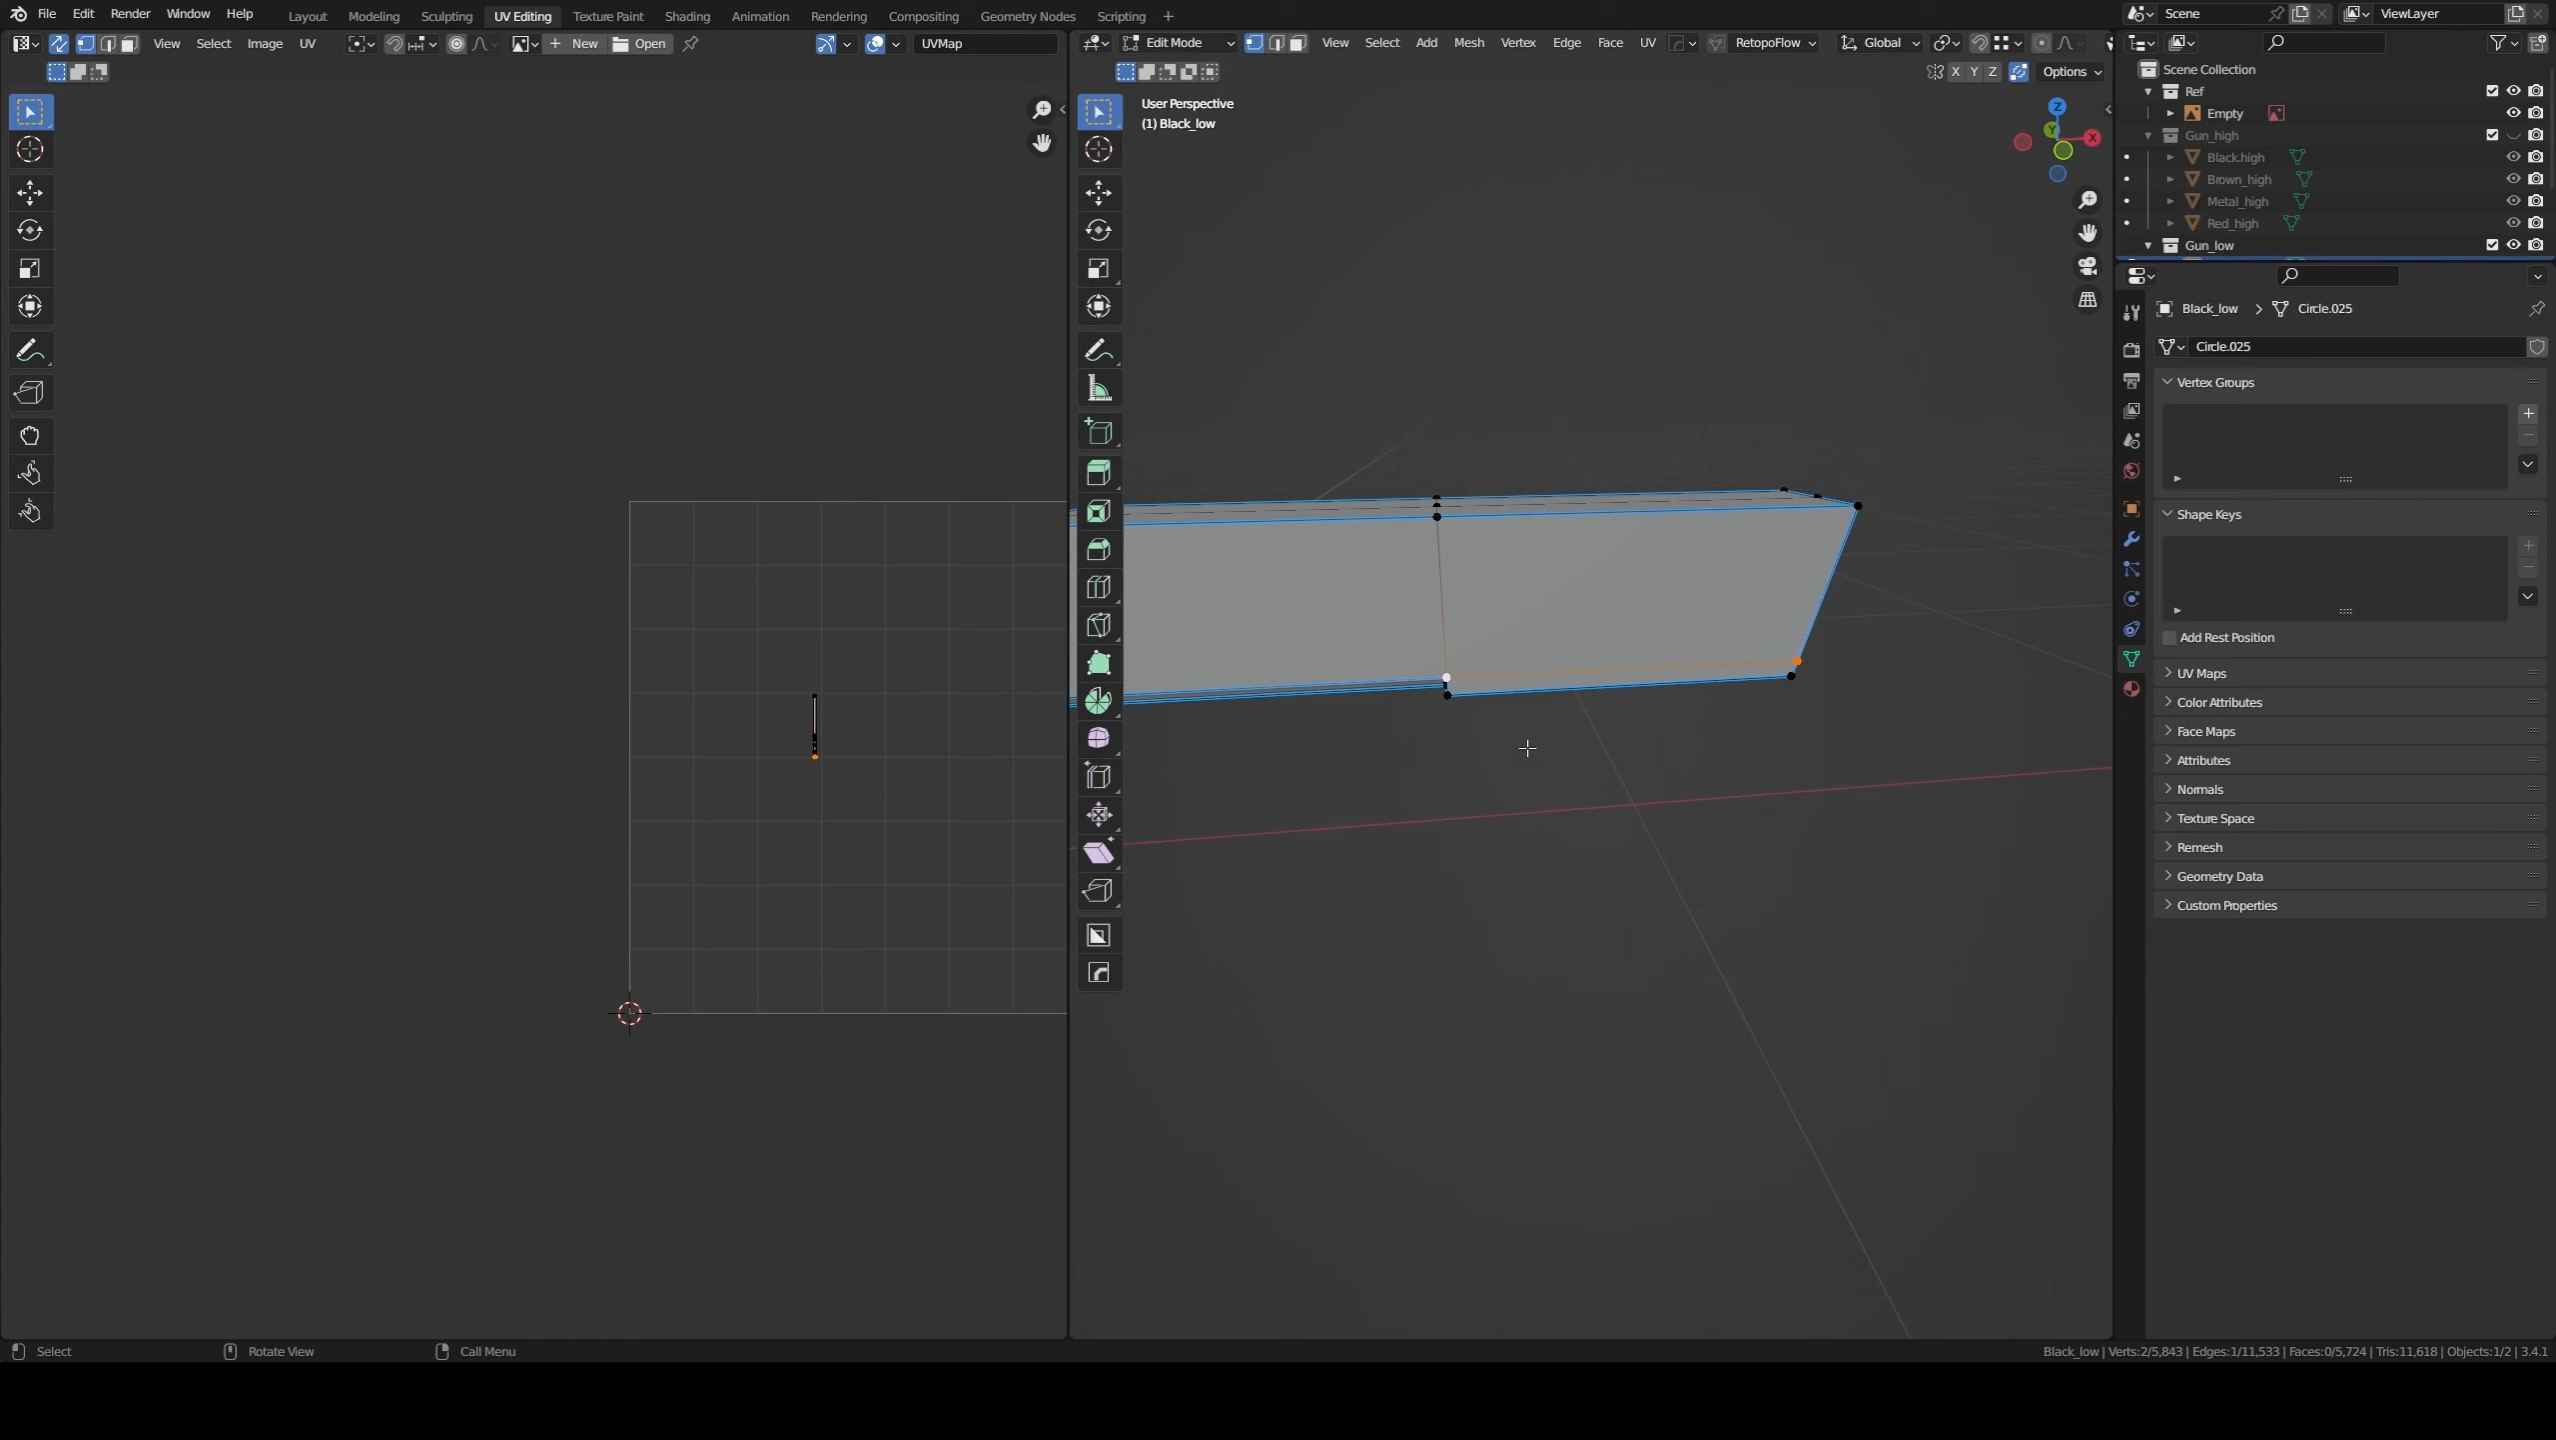 File Edit Render Window Help Layout Modeling Sculpting UV Editing Texture Paint Shading Animation Rendering Compositing Geometry Nodes Scripting + Scene ViewLayer
View Select Image UV New Open UVMap
Edit Mode View Select Add Mesh Vertex Edge Face UV RetopoFlow Global
X Y Z Options
User Perspective
(1) Black_low
Z
Y
X
Scene Collection
Ref
Empty
Gun_high
Black.high
Brown_high
Metal_high
Red_high
Gun_low
Black_low > Circle.025
Circle.025
Vertex Groups
Shape Keys
Add Rest Position
UV Maps
Color Attributes
Face Maps
Attributes
Normals
Texture Space
Remesh
Geometry Data
Custom Properties
Select Rotate View Call Menu Black_low | Verts:2/5,843 | Edges:1/11,533 | Faces:0/5,724 | Tris:11,618 | Objects:1/2 | 3.4.1